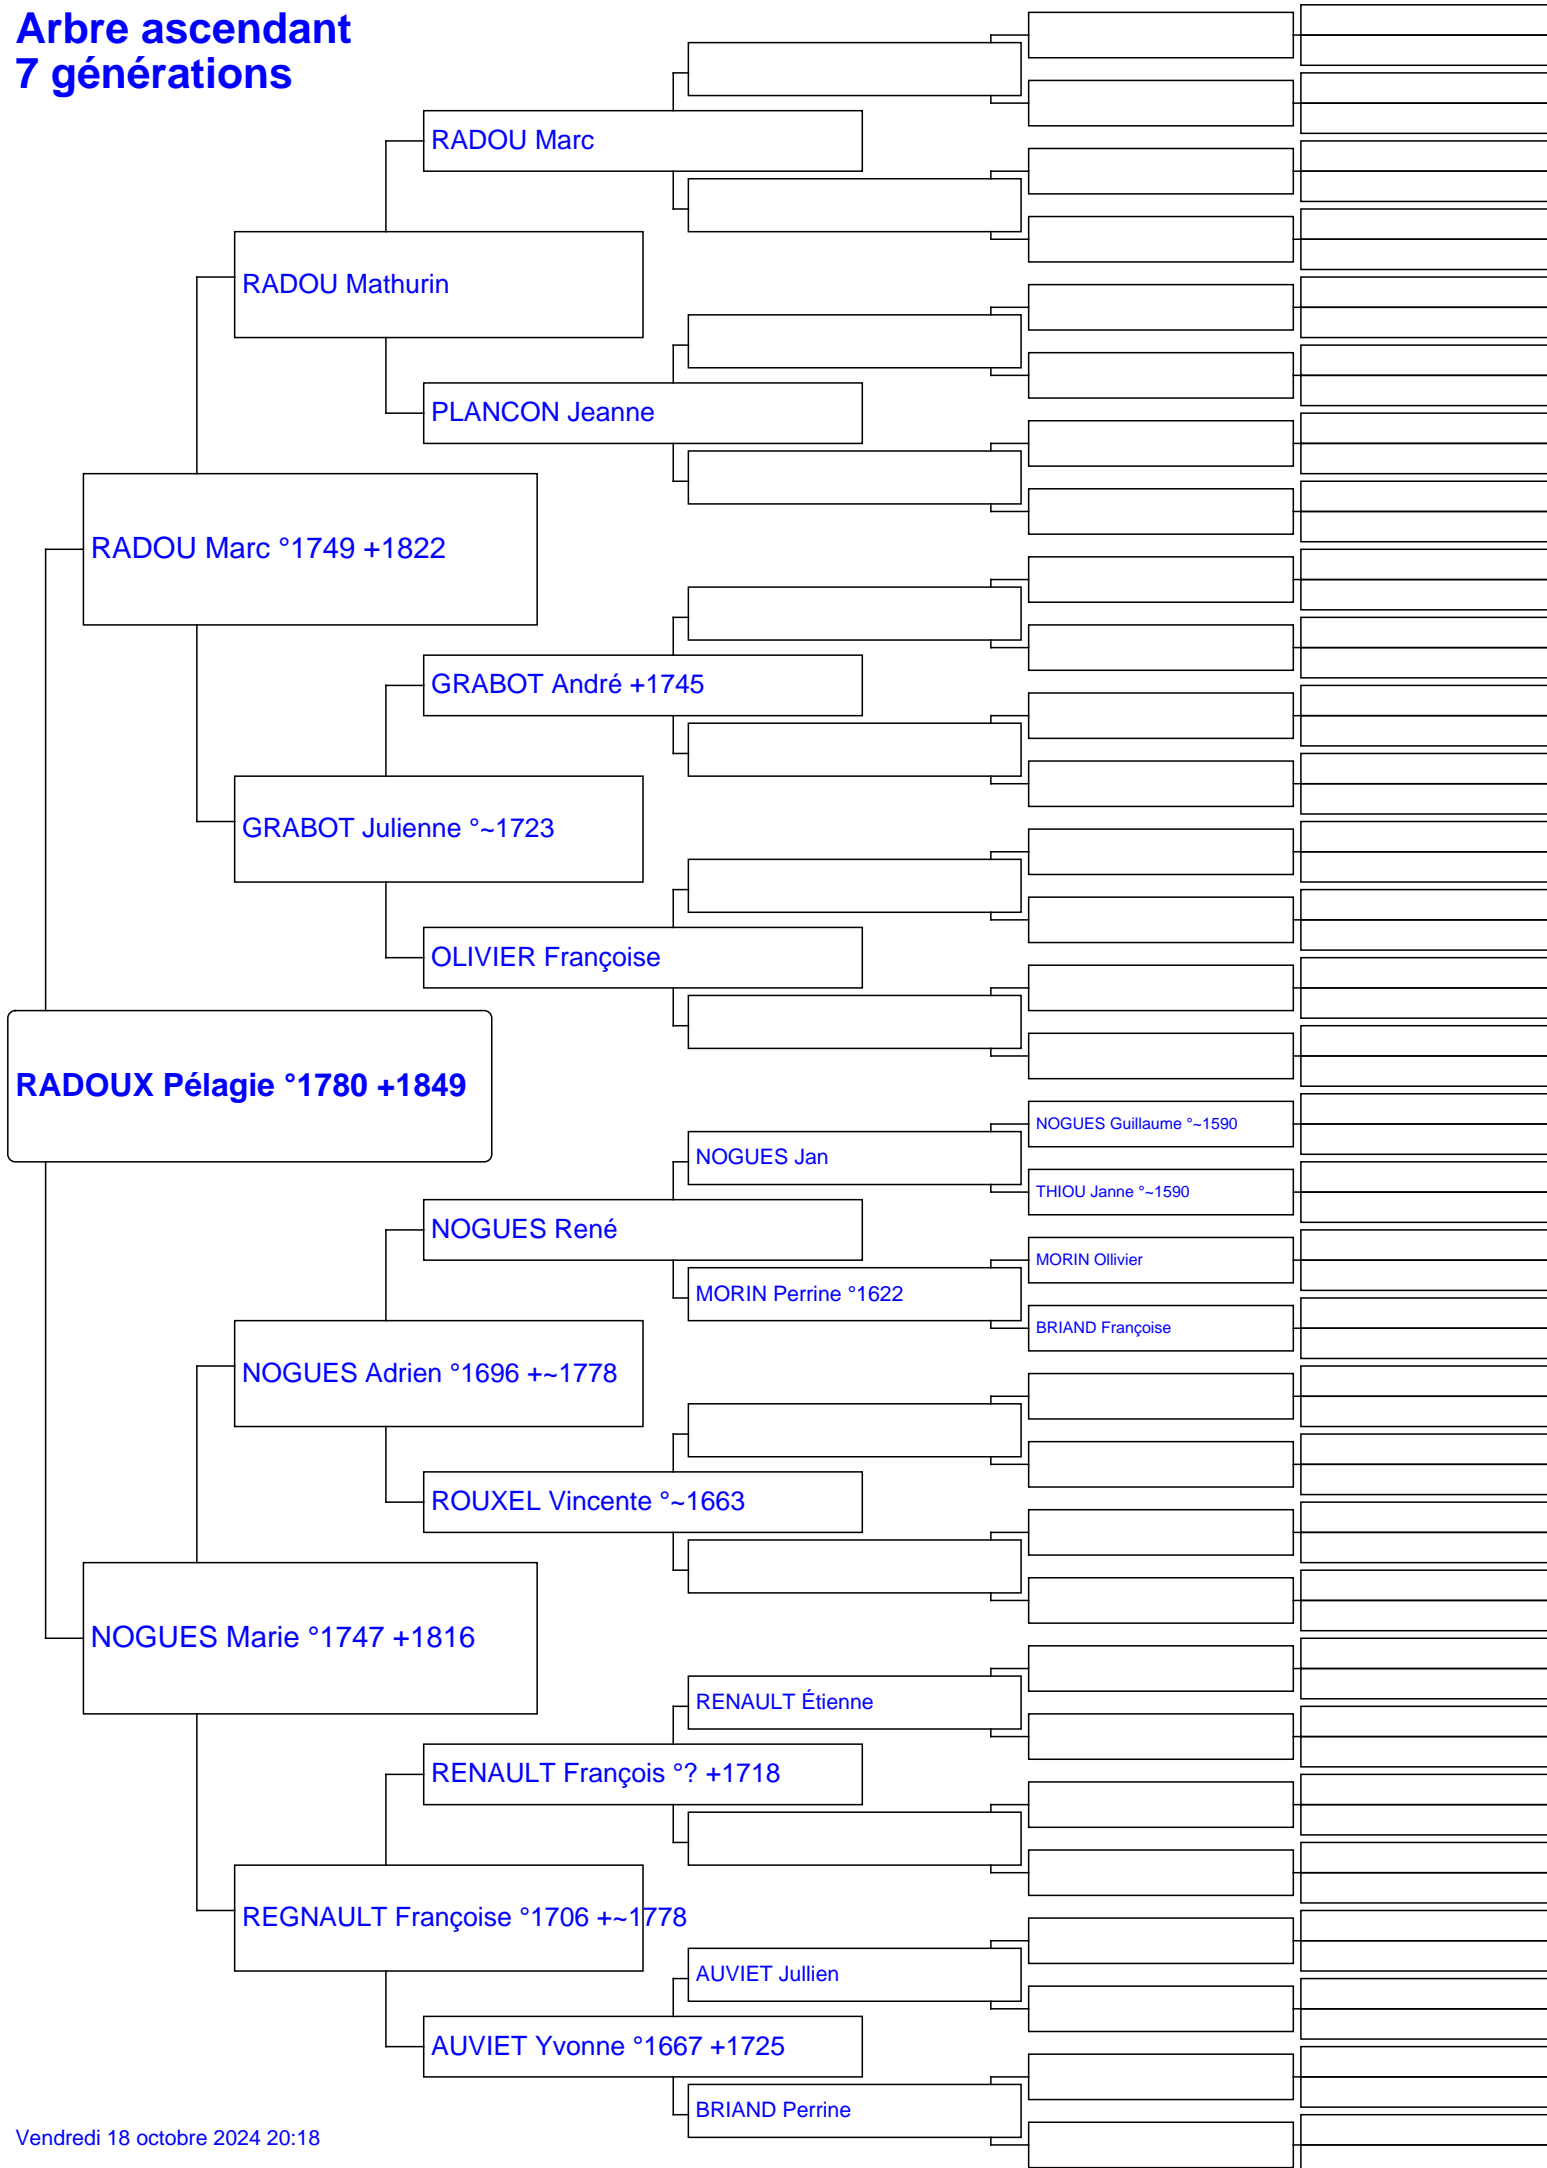 Arbre ascendant
7 générations
RADOU Marc
RADOU Mathurin
PLANCON Jeanne
RADOU Marc °1749 +1822
GRABOT André +1745
GRABOT Julienne °~1723
OLIVIER Françoise
RADOUX Pélagie °1780 +1849
NOGUES Guillaume °~1590
NOGUES Jan
THIOU Janne °~1590
NOGUES René
MORIN Ollivier
MORIN Perrine °1622
BRIAND Françoise
NOGUES Adrien °1696 +~1778
ROUXEL Vincente °~1663
NOGUES Marie °1747 +1816
RENAULT Étienne
RENAULT François °? +1718
REGNAULT Françoise °1706 +~1778
AUVIET Jullien
AUVIET Yvonne °1667 +1725
BRIAND Perrine
Vendredi 18 octobre 2024 20:18